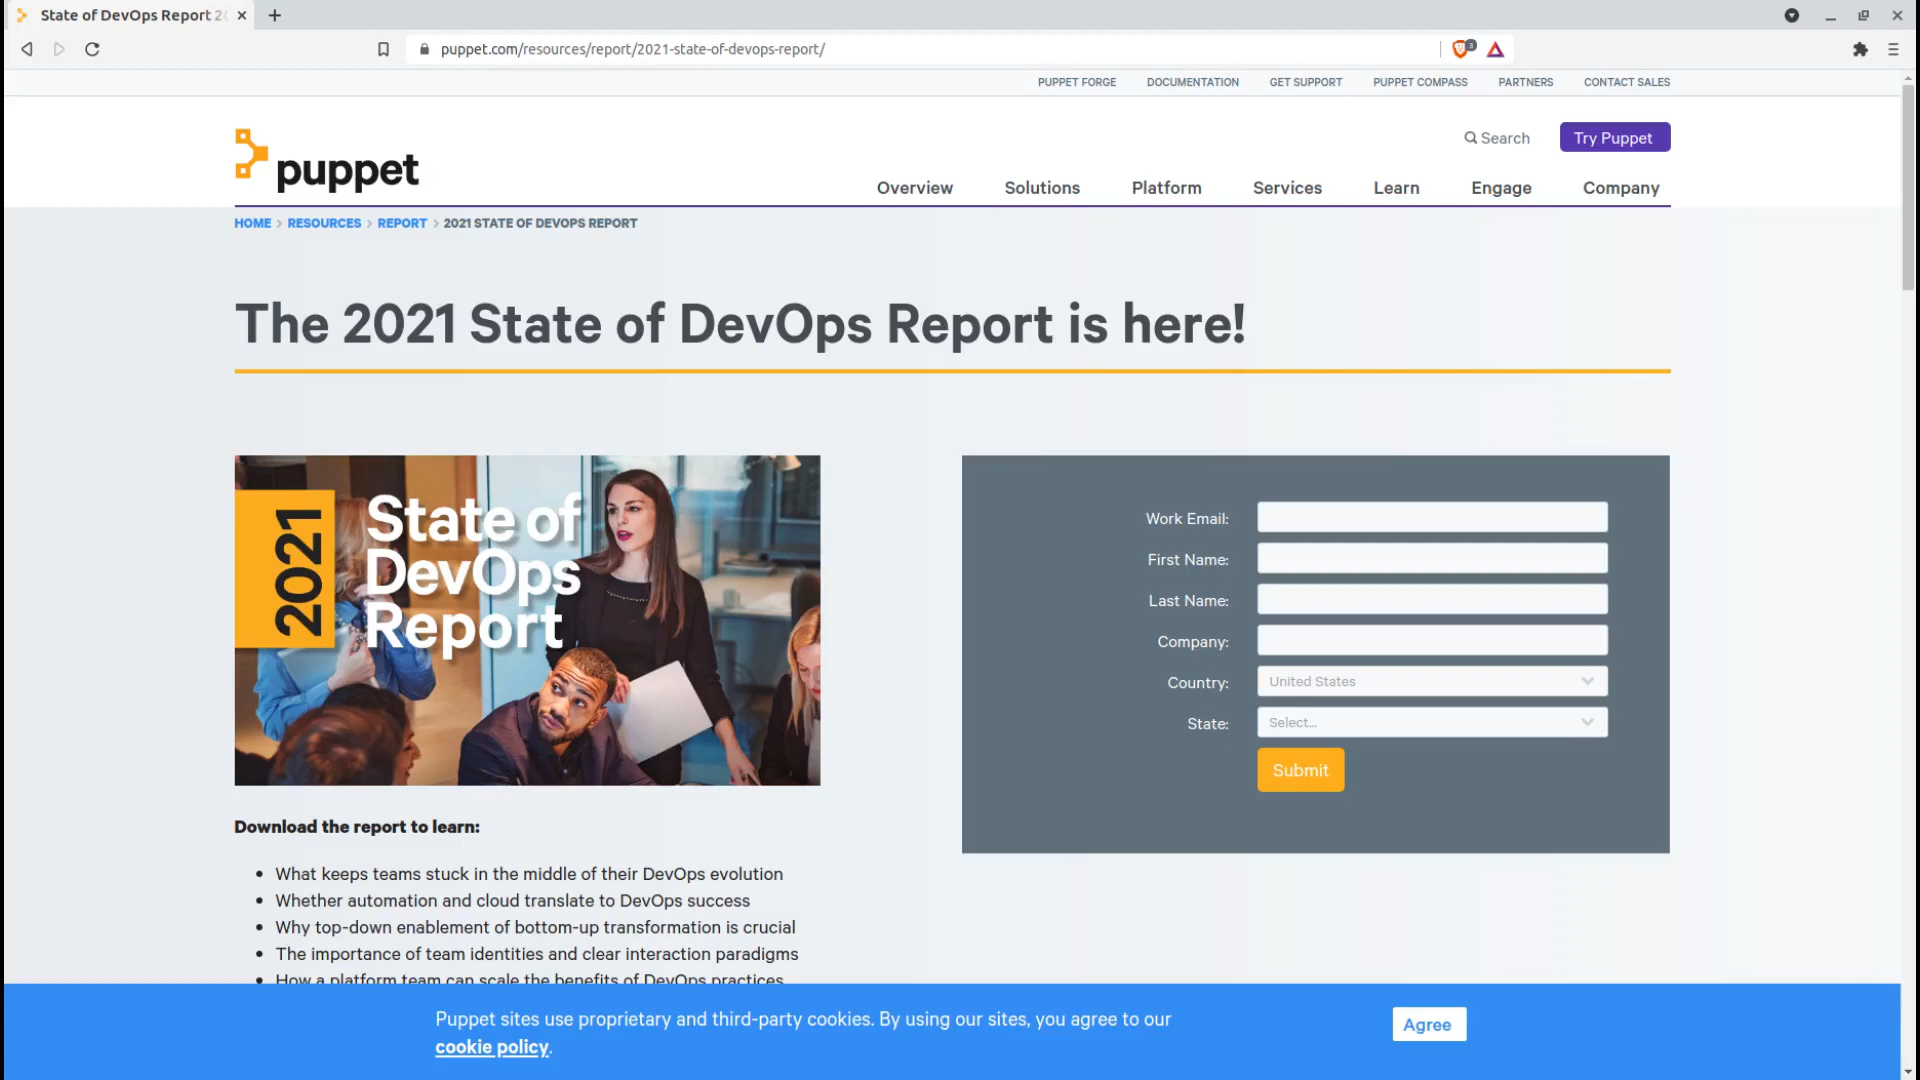 State of DevOps Report 2
puppet.com/resources/report/2021-state-of-devops-report/
3
PUPPET FORGE DOCUMENTATION GET SUPPORT PUPPET COMPASS PARTNERS CONTACT SALES
puppet
Search
Try Puppet
Overview Solutions Platform Services Learn Engage Company
HOME > RESOURCES > REPORT > 2021 STATE OF DEVOPS REPORT
The 2021 State of DevOps Report is here!
2021
State of
DevOps
Report
Work Email:
First Name:
Last Name:
Company:
Country: United States
State: Select...
Submit
Download the report to learn:
• What keeps teams stuck in the middle of their DevOps evolution
• Whether automation and cloud translate to DevOps success
• Why top-down enablement of bottom-up transformation is crucial
• The importance of team identities and clear interaction paradigms
• How a platform team can scale the benefits of DevOps practices
Puppet sites use proprietary and third-party cookies. By using our sites, you agree to our
cookie policy.
Agree